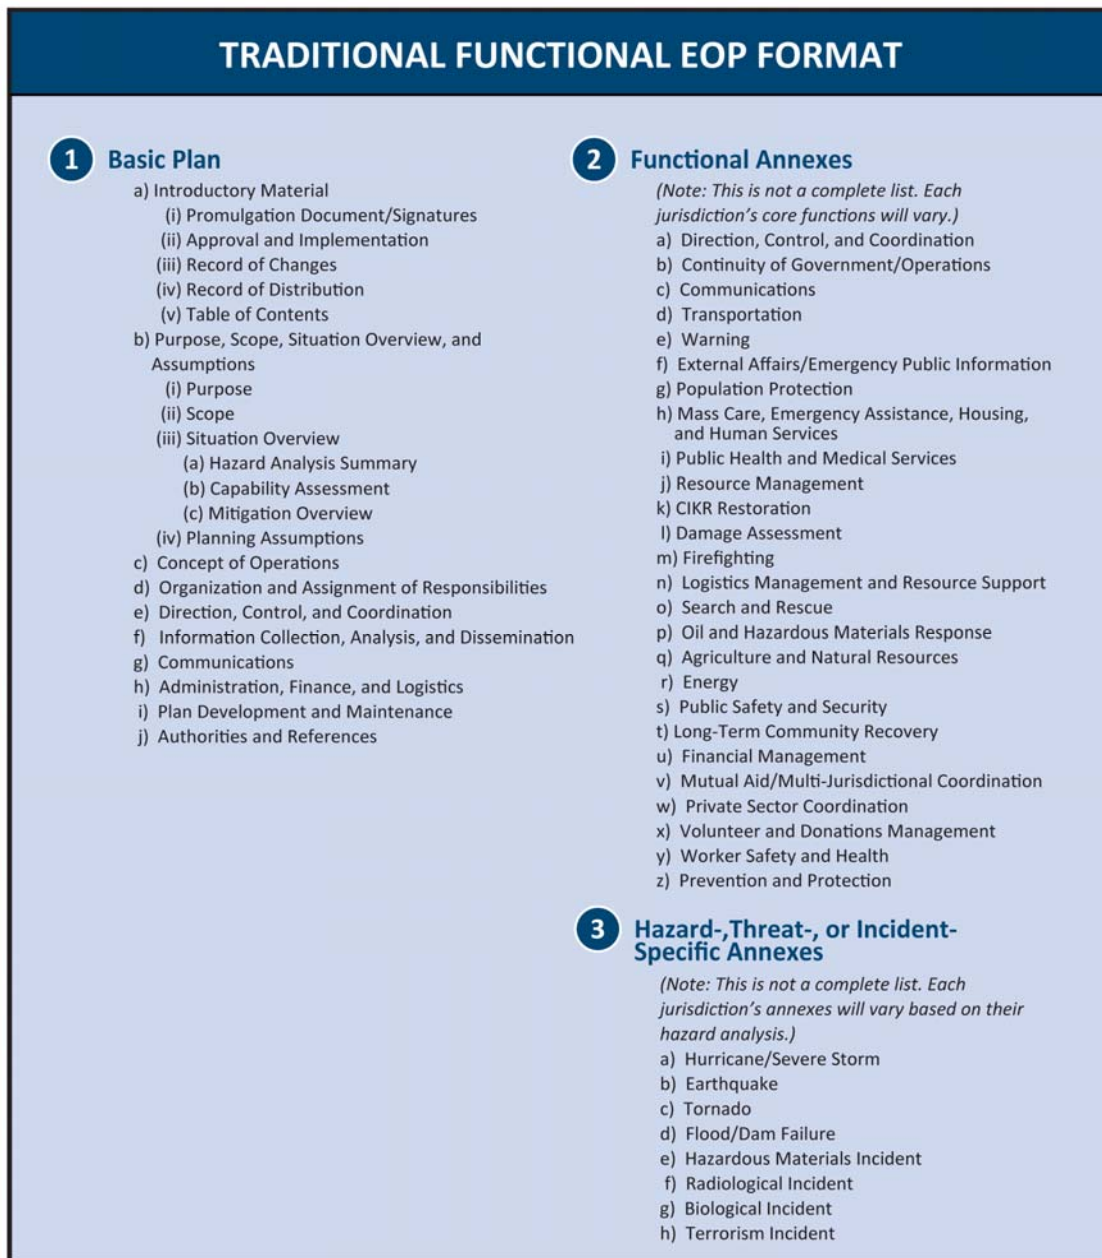 TRADITIONAL FUNCTIONAL EOP FORMAT
1 Basic Plan
a) Introductory Material
(i) Promulgation Document/Signatures
(ii) Approval and Implementation
(iii) Record of Changes
(iv) Record of Distribution
(v) Table of Contents
b) Purpose, Scope, Situation Overview, and
Assumptions
(i) Purpose
(ii) Scope
(iii) Situation Overview
(a) Hazard Analysis Summary
(b) Capability Assessment
(c) Mitigation Overview
(iv) Planning Assumptions
c) Concept of Operations
d) Organization and Assignment of Responsibilities
e) Direction, Control, and Coordination
f) Information Collection, Analysis, and Dissemination
g) Communications
h) Administration, Finance, and Logistics
i) Plan Development and Maintenance
j) Authorities and References
2 Functional Annexes
(Note: This is not a complete list. Each
jurisdiction's core functions will vary.)
a) Direction, Control, and Coordination
b) Continuity of Government/Operations
c) Communications
d) Transportation
e) Warning
f) External Affairs/Emergency Public Information
g) Population Protection
h) Mass Care, Emergency Assistance, Housing,
and Human Services
i) Public Health and Medical Services
j) Resource Management
k) CIKR Restoration
l) Damage Assessment
m) Firefighting
n) Logistics Management and Resource Support
o) Search and Rescue
p) Oil and Hazardous Materials Response
q) Agriculture and Natural Resources
r) Energy
s) Public Safety and Security
t) Long-Term Community Recovery
u) Financial Management
v) Mutual Aid/Multi-Jurisdictional Coordination
w) Private Sector Coordination
x) Volunteer and Donations Management
y) Worker Safety and Health
z) Prevention and Protection
3 Hazard-,Threat-, or Incident-
Specific Annexes
(Note: This is not a complete list. Each
jurisdiction's annexes will vary based on their
hazard analysis.)
a) Hurricane/Severe Storm
b) Earthquake
c) Tornado
d) Flood/Dam Failure
e) Hazardous Materials Incident
f) Radiological Incident
g) Biological Incident
h) Terrorism Incident